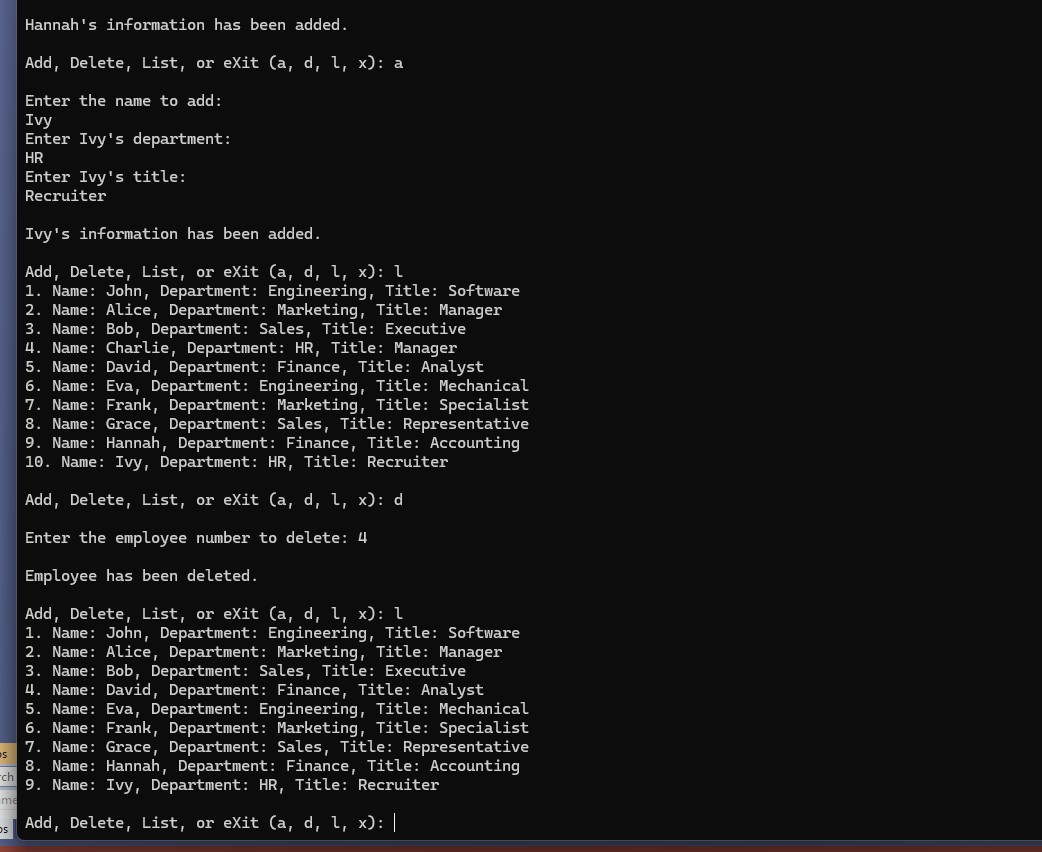 Hannah's information has been added.
Add, Delete, List, or eXit (a, d, l, x): a
Enter the name to add:
Ivy
Enter Ivy's department:
HR
Enter Ivy's title:
Recruiter
Ivy's information has been added.
Add, Delete, List, or eXit (a, d, l, x): l
1. Name: John, Department: Engineering, Title: Software
2. Name: Alice, Department: Marketing, Title: Manager
3. Name: Bob, Department: Sales, Title: Executive
4. Name: Charlie, Department: HR, Title: Manager
5. Name: David, Department: Finance, Title: Analyst
6. Name: Eva, Department: Engineering, Title: Mechanical
7. Name: Frank, Department: Marketing, Title: Specialist
8. Name: Grace, Department: Sales, Title: Representative
9. Name: Hannah, Department: Finance, Title: Accounting
10. Name: Ivy, Department: HR, Title: Recruiter
Add, Delete, List, or eXit (a, d, l, x): d
Enter the employee number to delete: 4
Employee has been deleted.
Add, Delete, List, or eXit (a, d, l, x): l
1. Name: John, Department: Engineering, Title: Software
2. Name: Alice, Department: Marketing, Title: Manager
3. Name: Bob, Department: Sales, Title: Executive
4. Name: David, Department: Finance, Title: Analyst
5. Name: Eva, Department: Engineering, Title: Mechanical
6. Name: Frank, Department: Marketing, Title: Specialist
7. Name: Grace, Department: Sales, Title: Representative
8. Name: Hannah, Department: Finance, Title: Accounting
9. Name: Ivy, Department: HR, Title: Recruiter
Add, Delete, List, or eXit (a, d, l, x):